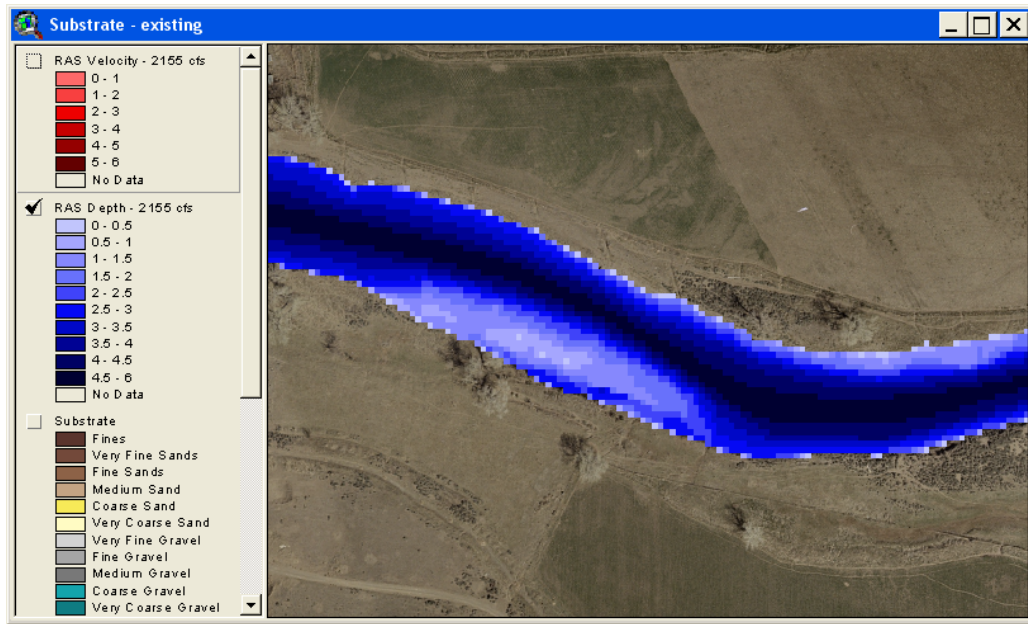 Substrate - existing
RAS Velocity - 2155 cfs
0 - 1
1 - 2
2 - 3
3 - 4
4 - 5
5 - 6
No Data
RAS Depth - 2155 cfs
0 - 0.5
0.5 - 1
1 - 1.5
1.5 - 2
2 - 2.5
2.5 - 3
3 - 3.5
3.5 - 4
4 - 4.5
4.5 - 6
No Data
Substrate
Fines
Very Fine Sands
Fine Sands
Medium Sand
Coarse Sand
Very Coarse Sand
Very Fine Gravel
Fine Gravel
Medium Gravel
Coarse Gravel
Very Coarse Gravel